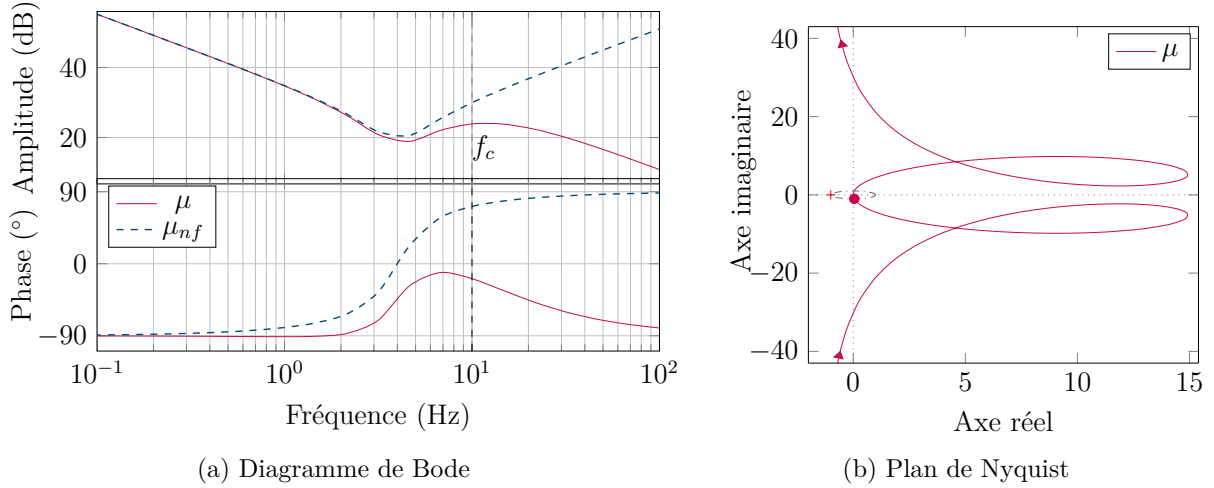 Amplitude (dB)
40
20
f_c
Phase (°)
90
0
−90
μ
μ_{nf}
10^{−1}
10^0
10^1
10^2
Fréquence (Hz)
(a) Diagramme de Bode
Axe imaginaire
40
20
0
−20
−40
μ
0
5
10
15
Axe réel
(b) Plan de Nyquist